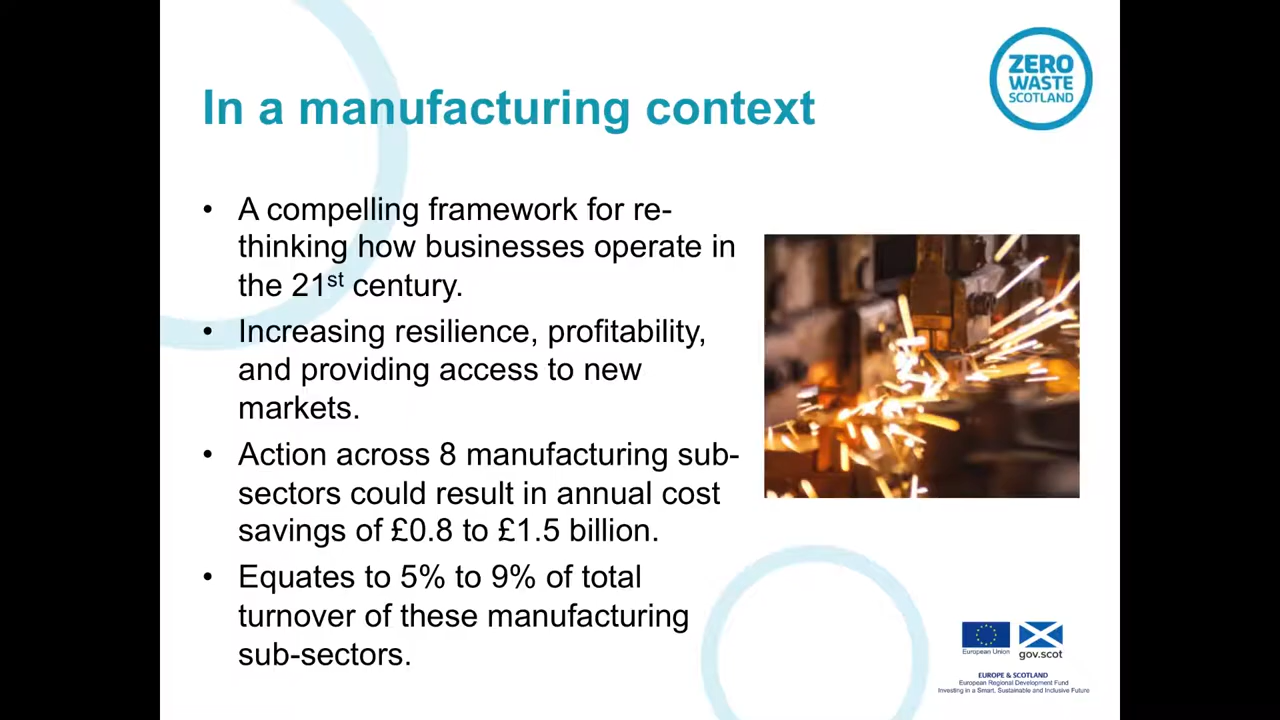 ZERO
WASTE
SCOTLAND
In a manufacturing context
• A compelling framework for re-
thinking how businesses operate in
the 21st century.
• Increasing resilience, profitability,
and providing access to new
markets.
• Action across 8 manufacturing sub-
sectors could result in annual cost
savings of £0.8 to £1.5 billion.
• Equates to 5% to 9% of total
turnover of these manufacturing
sub-sectors.
European Union
gov.scot
EUROPE & SCOTLAND
European Regional Development Fund
Investing in a Smart, Sustainable and Inclusive Future